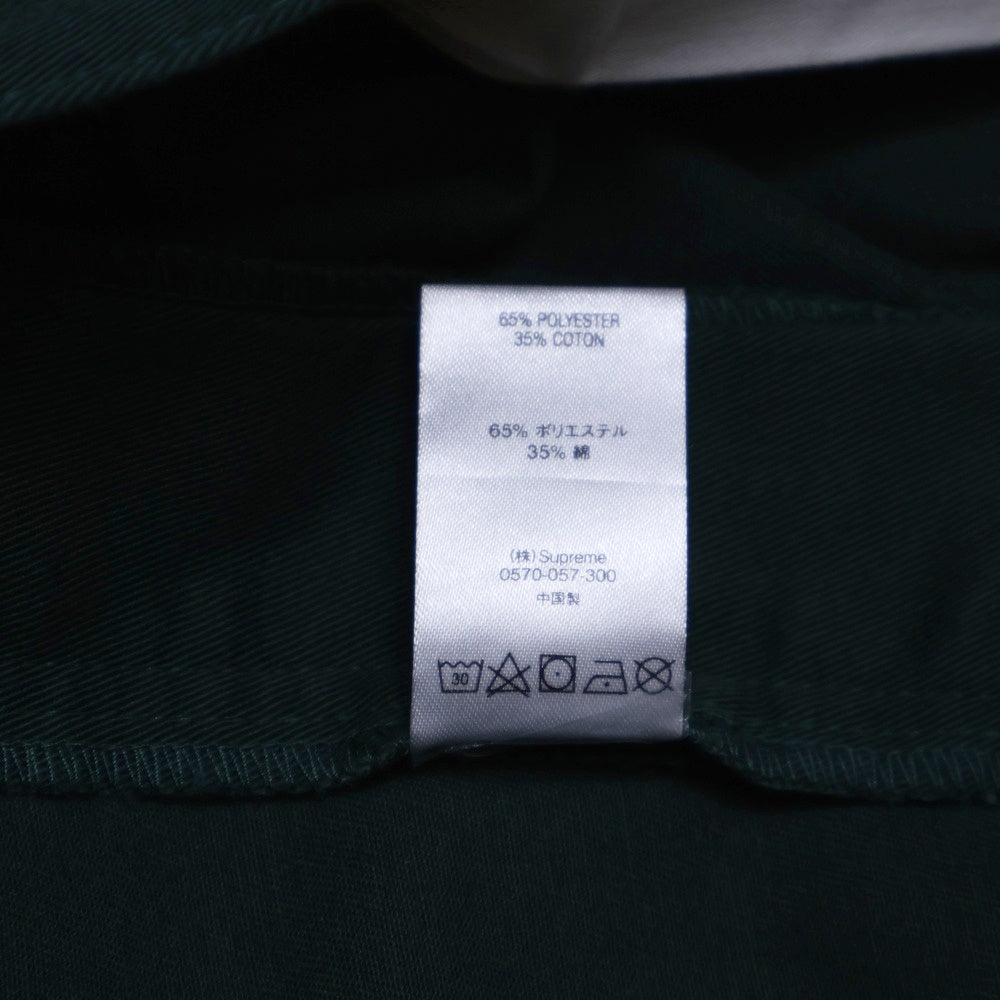 65% POLYESTER
35% COTON
65% ポリエステル
35% 綿
(株)Supreme
0570-057-300
中国製
30